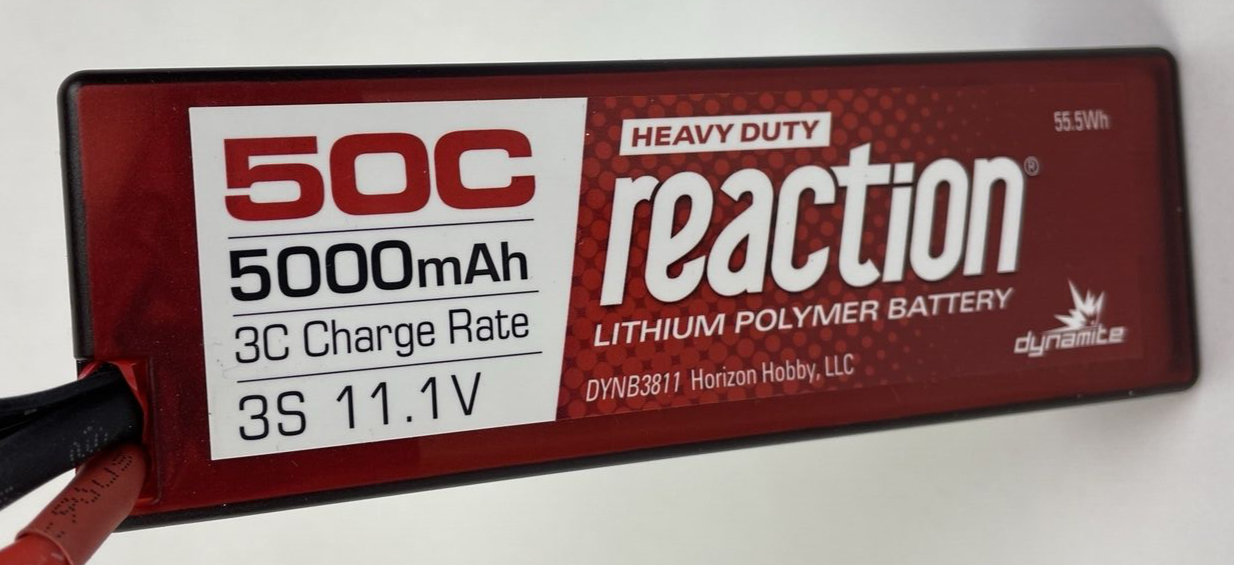 50C
5000mAh
3C Charge Rate
3S 11.1V
HEAVY DUTY
reaction®
LITHIUM POLYMER BATTERY
DYNB3811 Horizon Hobby, LLC
55.5Wh
dynamite